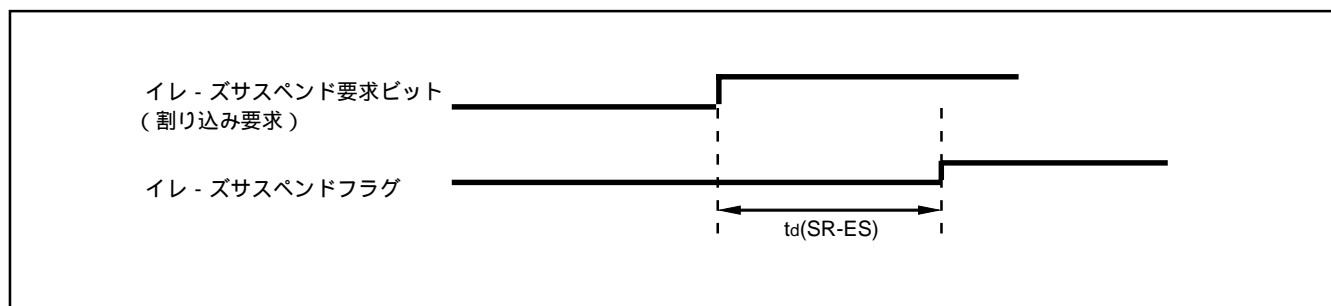 イレ - ズサスペンド要求ビット
( 割り込み要求 )
イレ - ズサスペンドフラグ
td(SR-ES)